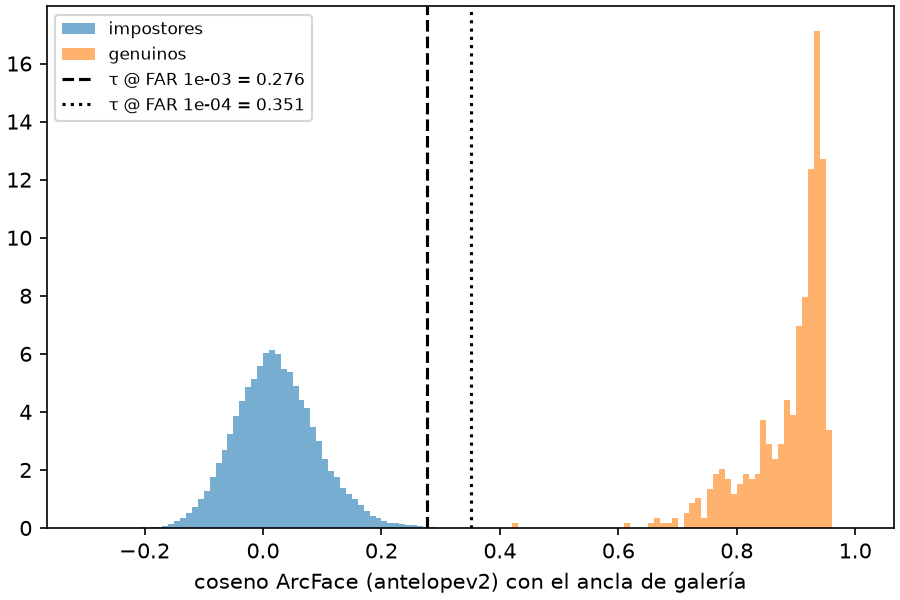 impostores
genuinos
τ @ FAR 1e-03 = 0.276
τ @ FAR 1e-04 = 0.351
16
14
12
10
8
6
4
2
0
−0.2 0.0 0.2 0.4 0.6 0.8 1.0
coseno ArcFace (antelopev2) con el ancla de galería